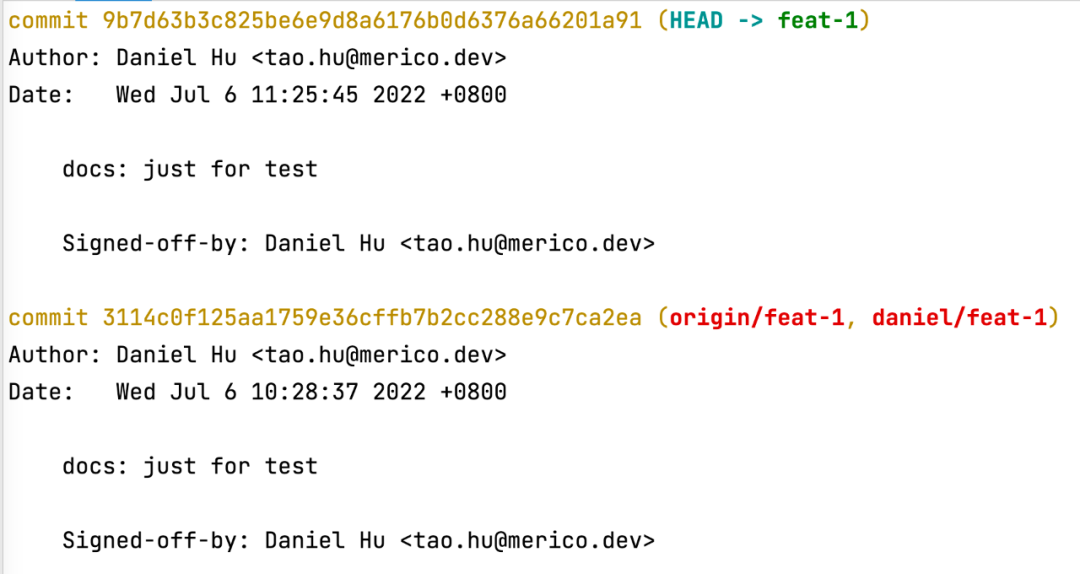 commit 9b7d63b3c825be6e9d8a6176b0d6376a66201a91 (HEAD -> feat-1)
Author: Daniel Hu <tao.hu@merico.dev>
Date:   Wed Jul 6 11:25:45 2022 +0800
docs: just for test
Signed-off-by: Daniel Hu <tao.hu@merico.dev>
commit 3114c0f125aa1759e36cffb7b2cc288e9c7ca2ea (origin/feat-1, daniel/feat-1)
Author: Daniel Hu <tao.hu@merico.dev>
Date:   Wed Jul 6 10:28:37 2022 +0800
docs: just for test
Signed-off-by: Daniel Hu <tao.hu@merico.dev>